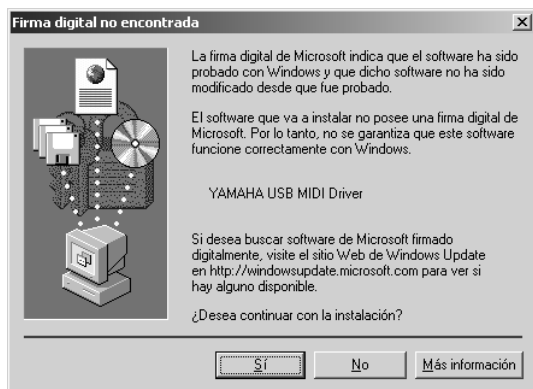 Firma digital no encontrada
La firma digital de Microsoft indica que el software ha sido
probado con Windows y que dicho software no ha sido
modificado desde que fue probado.
El software que va a instalar no posee una firma digital de
Microsoft. Por lo tanto, no se garantiza que este software
funcione correctamente con Windows.
YAMAHA USB MIDI Driver
Si desea buscar software de Microsoft firmado
digitalmente, visite el sitio Web de Windows Update
en http://windowsupdate.microsoft.com para ver si
hay alguno disponible.
¿Desea continuar con la instalación?
Sí No Más información